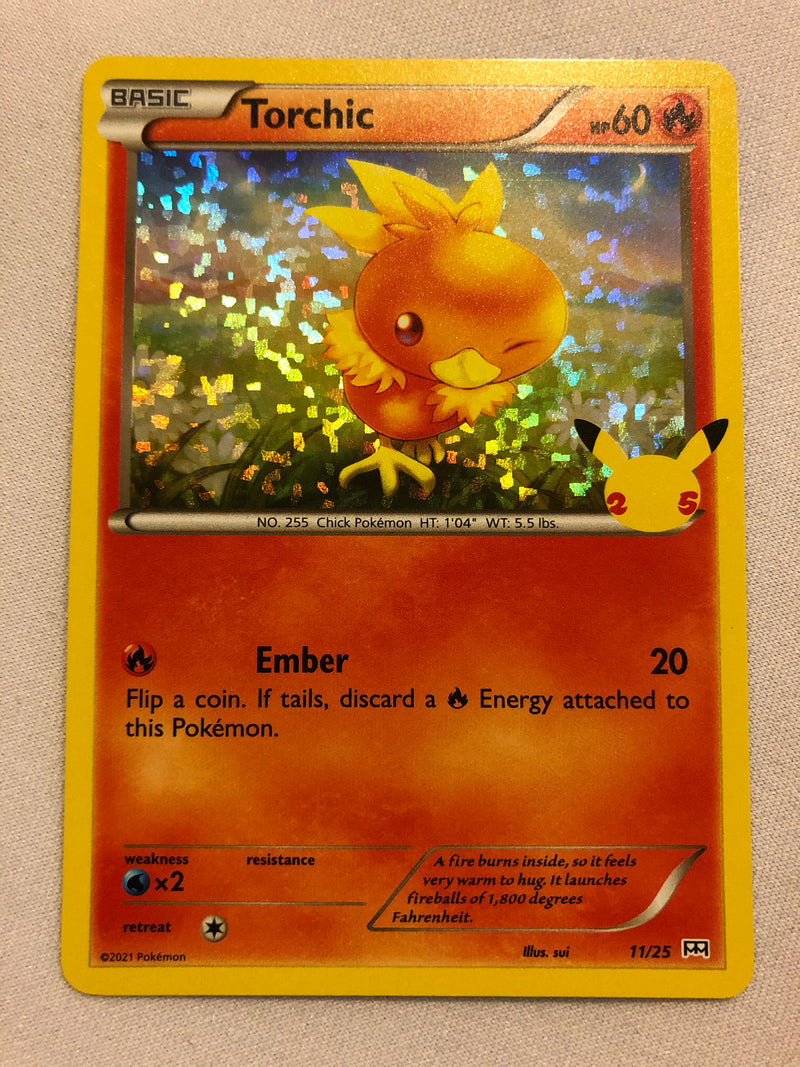 BASIC
Torchic
HP60
25
NO. 255 Chick Pokémon HT: 1'04" WT: 5.5 lbs.
Ember 20
Flip a coin. If tails, discard a Energy attached to
this Pokémon.
weakness resistance
×2
retreat
A fire burns inside, so it feels
very warm to hug. It launches
fireballs of 1,800 degrees
Fahrenheit.
©2021 Pokémon
Illus. sui
11/25